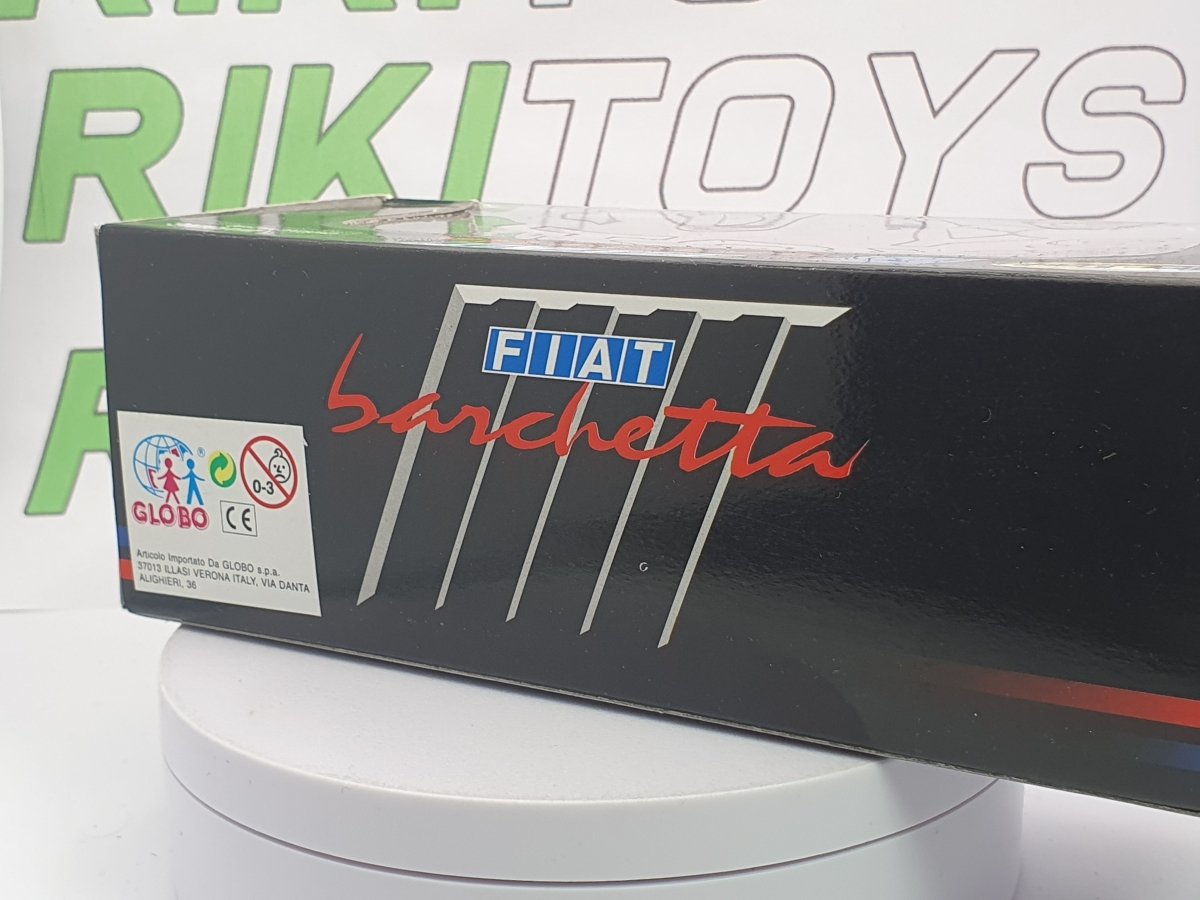 RIKITOYS
FIAT
barchetta
GLOBO
®
0-3
CE
Articolo Importato Da GLOBO s.p.a.
37013 ILLASI VERONA ITALY, VIA DANTA
ALIGHIERI, 36